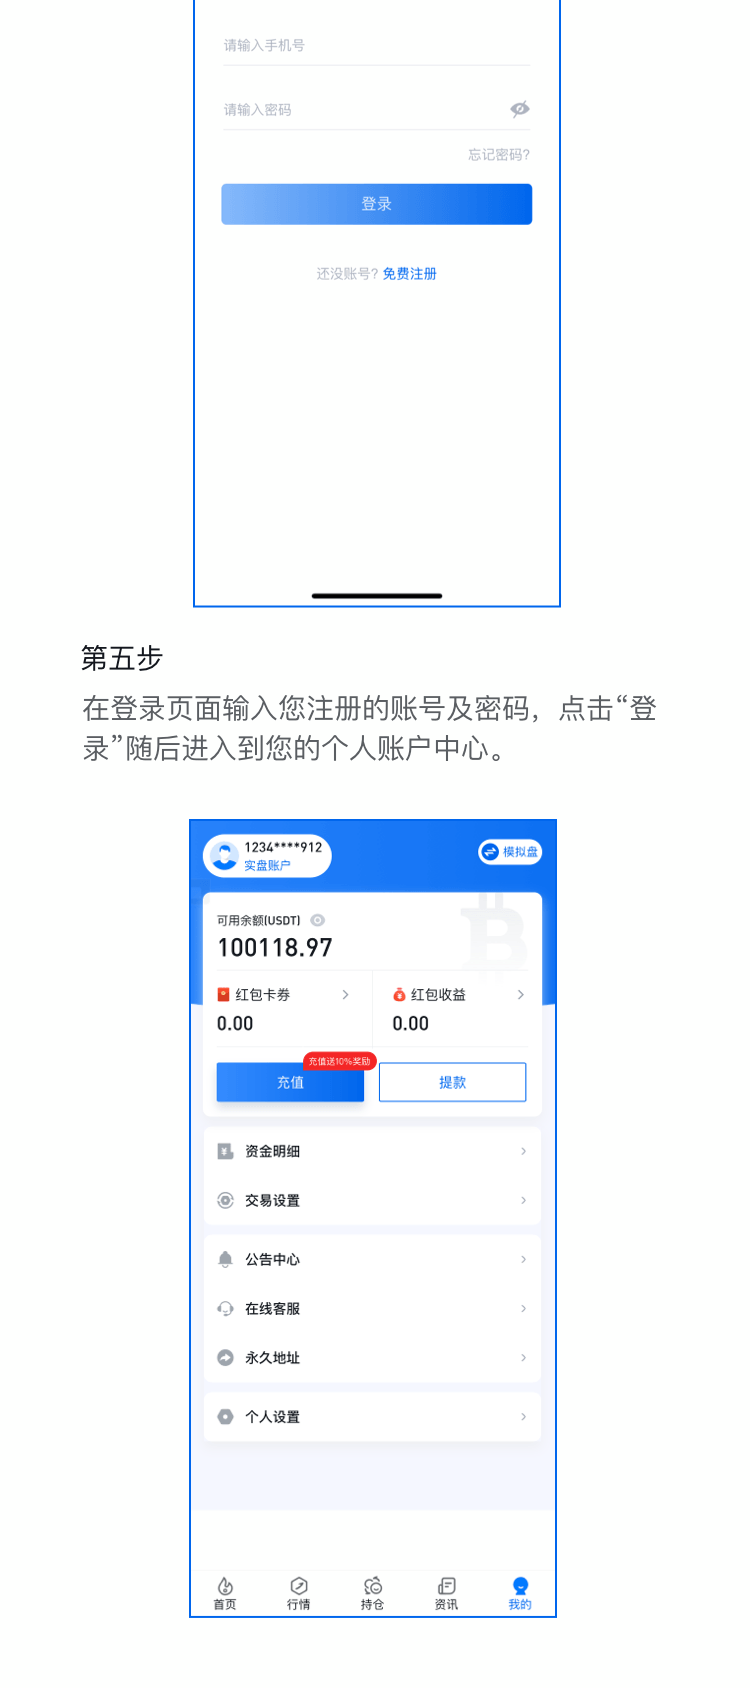 请输入手机号
请输入密码
忘记密码?
登录
还没账号? 免费注册
第五步
在登录页面输入您注册的账号及密码，点击“登
录”随后进入到您的个人账户中心。
1234****912
实盘账户
模拟盘
可用余额(USDT)
100118.97
红包卡券
红包收益
0.00
0.00
充值送10%奖励
充值
提款
资金明细
交易设置
公告中心
在线客服
永久地址
个人设置
首页
行情
持仓
资讯
我的